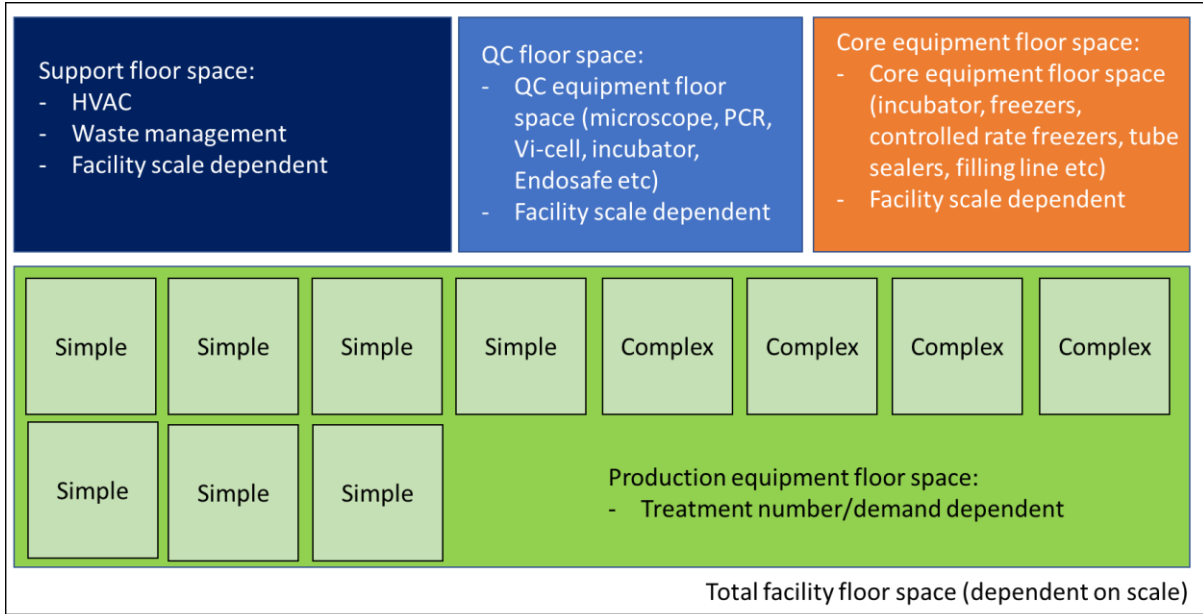 Support floor space:
- HVAC
- Waste management
- Facility scale dependent
QC floor space:
- QC equipment floor
space (microscope, PCR,
Vi-cell, incubator,
Endosafe etc)
- Facility scale dependent
Core equipment floor space:
- Core equipment floor space
(incubator, freezers,
controlled rate freezers, tube
sealers, filling line etc)
- Facility scale dependent
Simple
Simple
Simple
Simple
Complex
Complex
Complex
Complex
Simple
Simple
Simple
Production equipment floor space:
- Treatment number/demand dependent
Total facility floor space (dependent on scale)